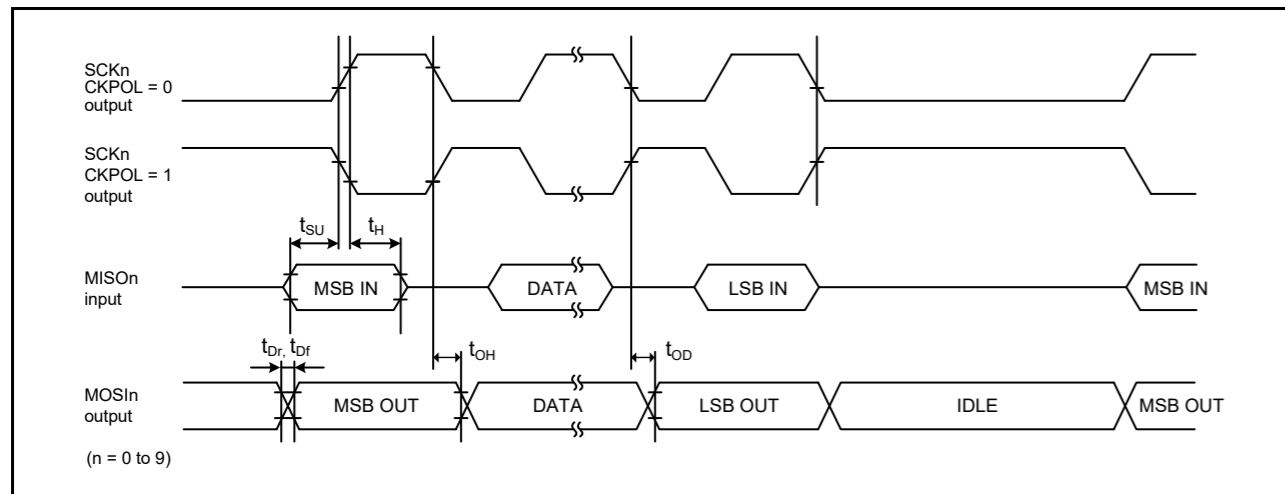 SCKn
CKPOL = 0
output
SCKn
CKPOL = 1
output
tSU
tH
MISOn
input
MSB IN
DATA
LSB IN
MSB IN
tDr, tDf
tOH
tOD
MOSIn
output
MSB OUT
DATA
LSB OUT
IDLE
MSB OUT
(n = 0 to 9)